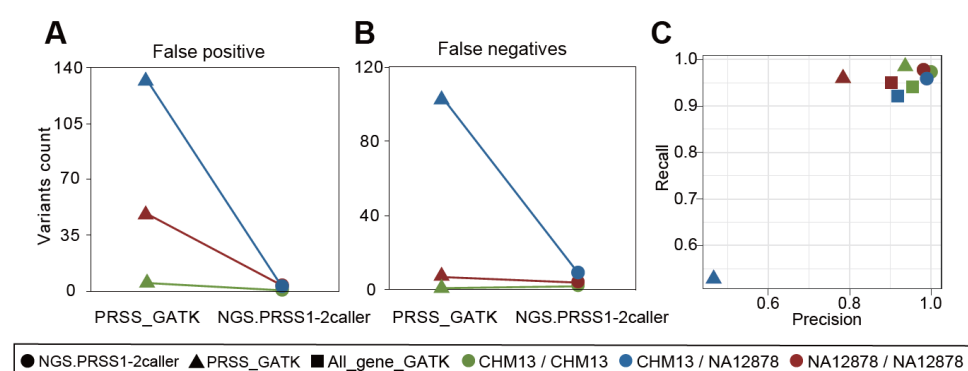 A
B
C
False positive
False negatives
Variants count
140
105
70
35
0
PRSS_GATK
NGS.PRSS1-2caller
120
80
40
0
PRSS_GATK
NGS.PRSS1-2caller
Recall
1.0
0.9
0.8
0.7
0.6
0.6
0.8
1.0
Precision
NGS.PRSS1-2caller PRSS_GATK All_gene_GATK CHM13 / CHM13 CHM13 / NA12878 NA12878 / NA12878